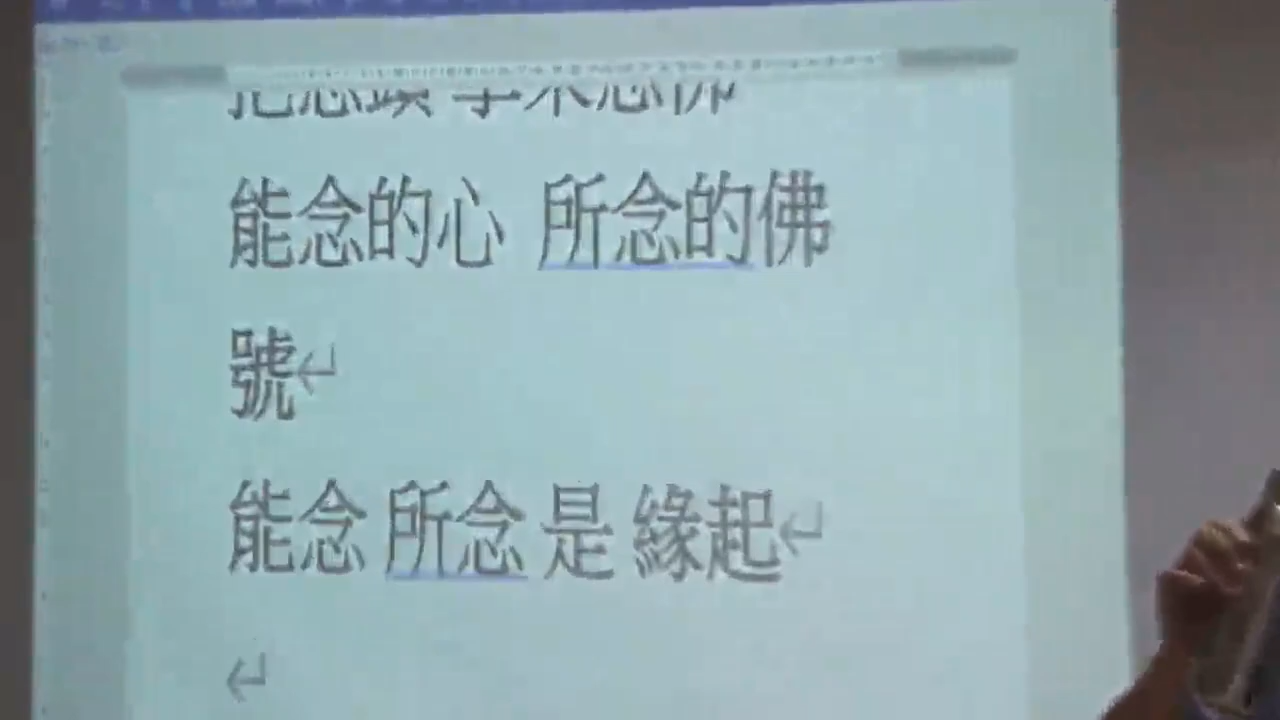 能念的心 所念的佛
號
能念 所念 是 緣起